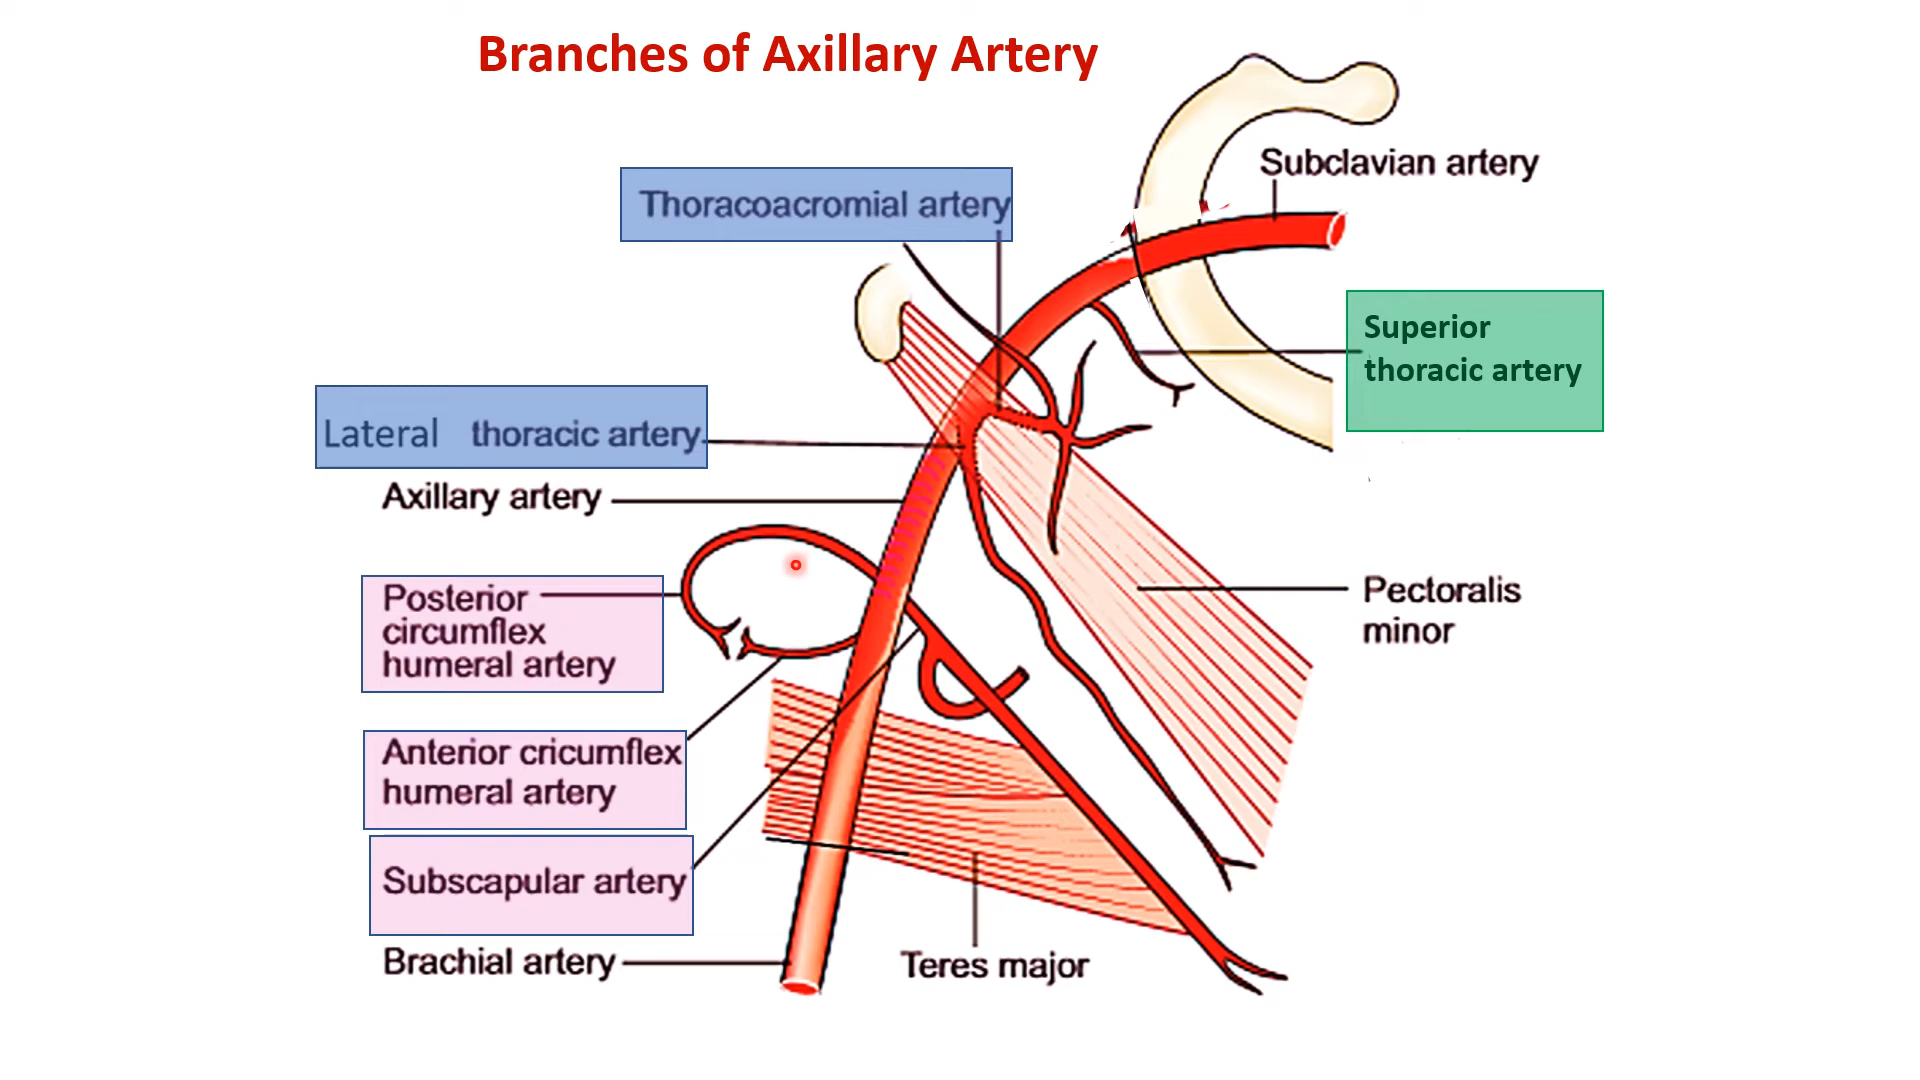 Branches of Axillary Artery
Subclavian artery
Thoracoacromial artery
Superior
thoracic artery
Lateral thoracic artery
Axillary artery
Posterior
circumflex
humeral artery
Pectoralis
minor
Anterior cricumflex
humeral artery
Subscapular artery
Brachial artery
Teres major